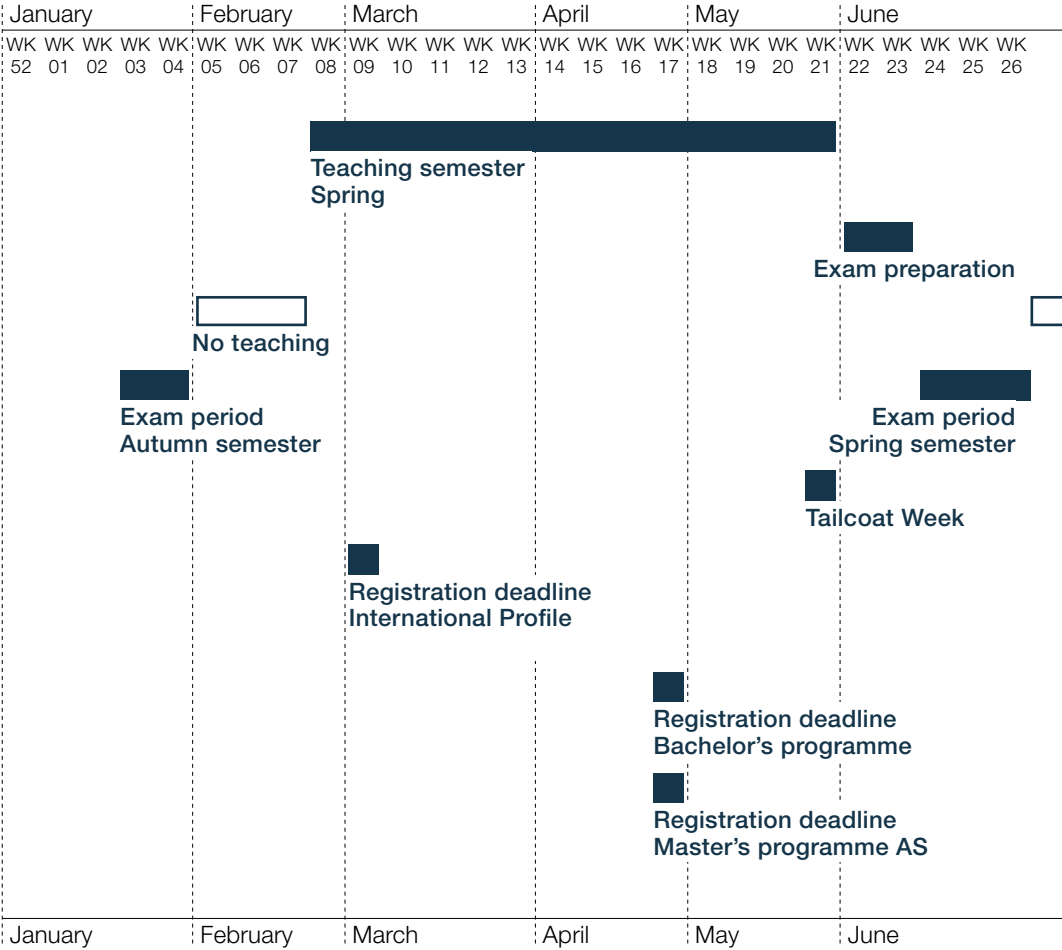 January February March April May June
WK WK WK WK WK WK WK WK WK WK WK WK WK WK WK WK WK WK WK WK WK WK WK WK WK WK WK
52 01 02 03 04 05 06 07 08 09 10 11 12 13 14 15 16 17 18 19 20 21 22 23 24 25 26
Teaching semester
Spring
Exam preparation
No teaching
Exam period
Autumn semester
Exam period
Spring semester
Tailcoat Week
Registration deadline
International Profile
Registration deadline
Bachelor’s programme
Registration deadline
Master’s programme AS
January February March April May June